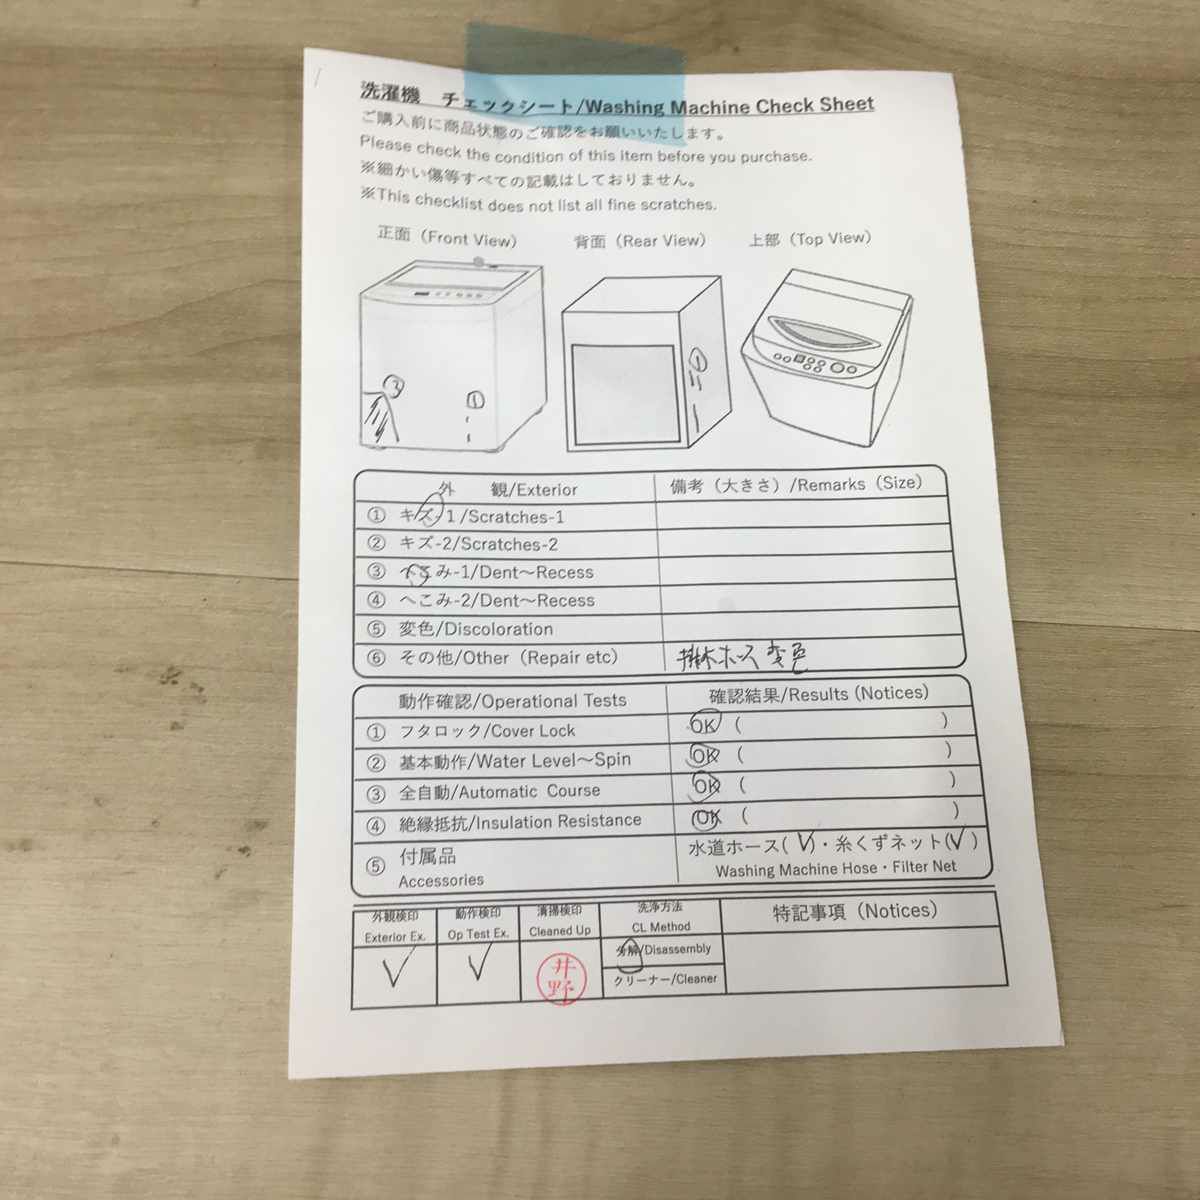 洗濯機　チェックシート/Washing Machine Check Sheet
ご購入前に商品状態のご確認をお願いいたします。
Please check the condition of this item before you purchase.
※細かい傷等すべての記載はしておりません。
※This checklist does not list all fine scratches.
正面（Front View） 背面（Rear View） 上部（Top View）
③ ① ①
外　観/Exterior 備考（大きさ）/Remarks（Size）
① キズ-1/Scratches-1
② キズ-2/Scratches-2
③ へこみ-1/Dent～Recess
④ へこみ-2/Dent～Recess
⑤ 変色/Discoloration
⑥ その他/Other（Repair etc） 排水ホース変色
動作確認/Operational Tests 確認結果/Results (Notices)
① フタロック/Cover Lock OK ( )
② 基本動作/Water Level～Spin OK ( )
③ 全自動/Automatic Course OK ( )
④ 絶縁抵抗/Insulation Resistance OK ( )
⑤ 付属品 水道ホース(✓)・糸くずネット(✓)
Accessories Washing Machine Hose・Filter Net
外観検印 動作検印 清掃検印 洗浄方法 特記事項（Notices）
Exterior Ex. Op Test Ex. Cleaned Up CL Method
✓ ✓ 井野 分解/Disassembly
クリーナー/Cleaner